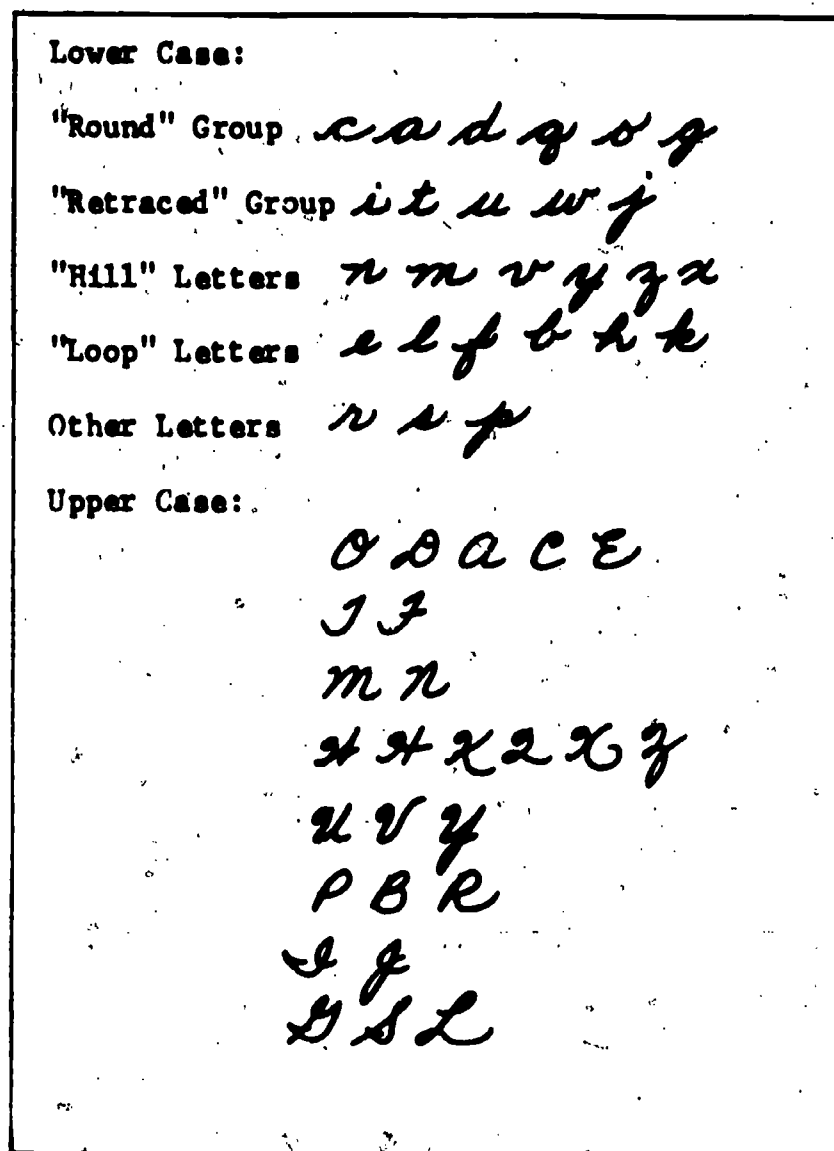 Lower Case:
"Round" Group c a d q o g
"Retraced" Group i t u w j
"Hill" Letters n m v y z x
"Loop" Letters e l f b h k
Other Letters r s p
Upper Case:
O D A C E
T F
M N
H H K Q X Z
U V Y
P B R
I J
G S L